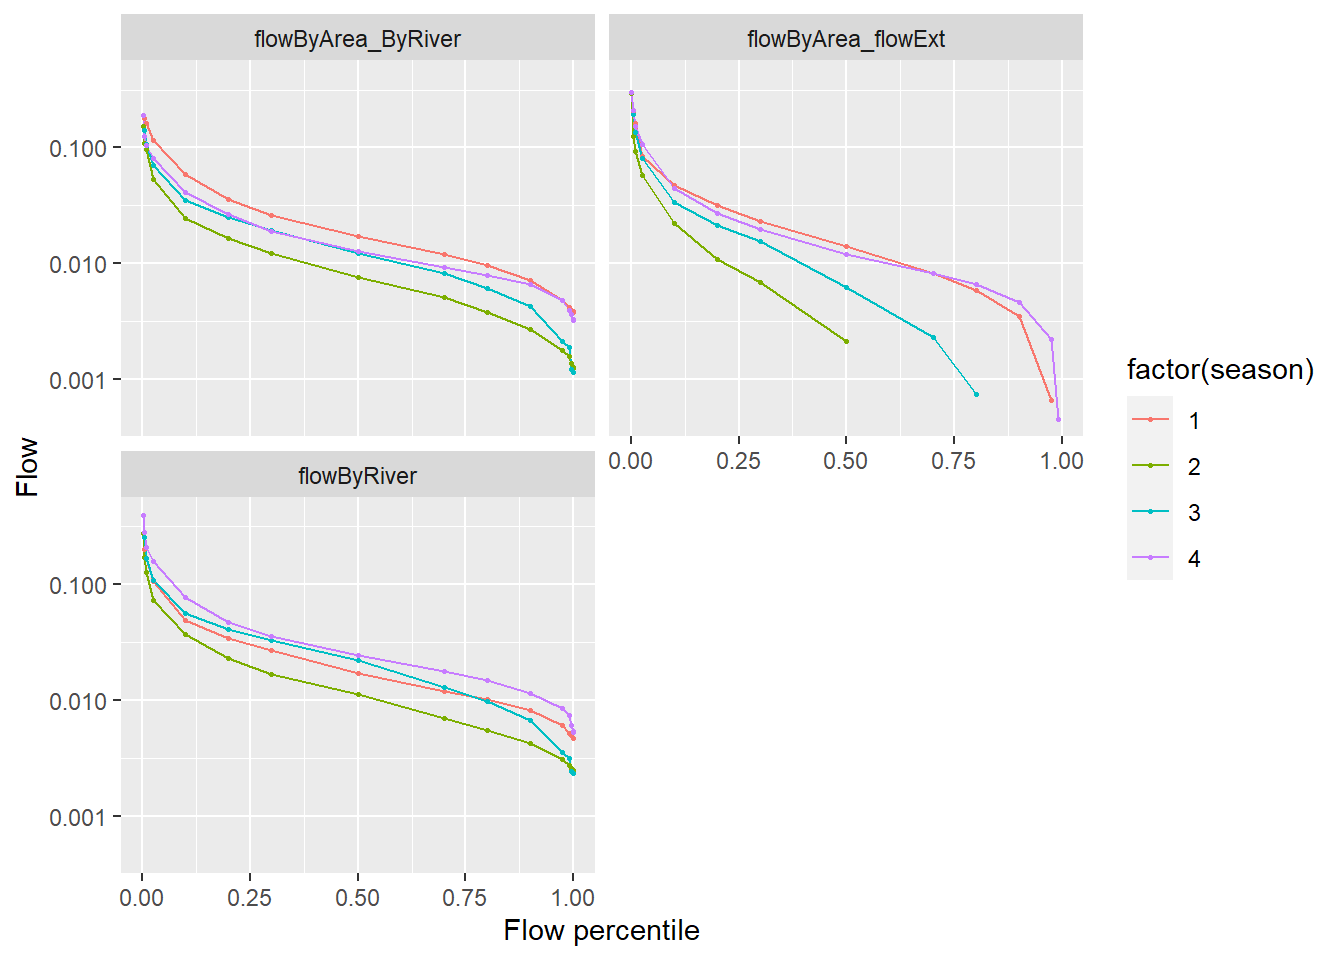 flowByArea_ByRiver
flowByArea_flowExt
0.100
0.010
0.001
0.00 0.25 0.50 0.75 1.00
flowByRiver
0.100
0.010
0.001
0.00 0.25 0.50 0.75 1.00
Flow percentile
Flow
factor(season)
1
2
3
4